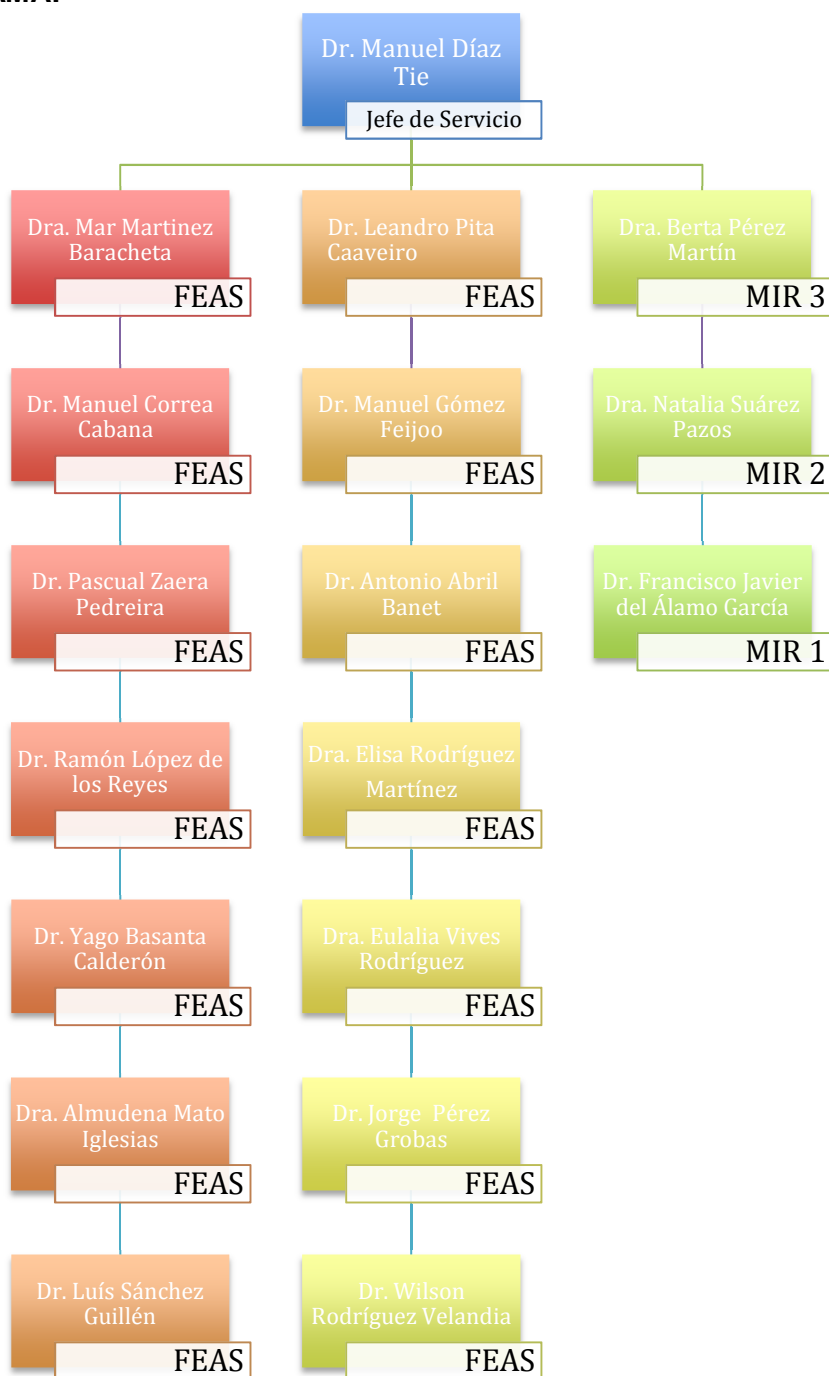 Dr. Manuel Díaz
Tie
Jefe de Servicio
Dra. Mar Martinez
Baracheta
FEAS
Dr. Leandro Pita
Caaveiro
FEAS
Dra. Berta Pérez
Martín
MIR 3
Dr. Manuel Correa
Cabana
FEAS
Dr. Manuel Gómez
Feijoo
FEAS
Dra. Natalia Suárez
Pazos
MIR 2
Dr. Pascual Zaera
Pedreira
FEAS
Dr. Antonio Abril
Banet
FEAS
Dr. Francisco Javier
del Álamo García
MIR 1
Dr. Ramón López de
los Reyes
FEAS
Dra. Elisa Rodríguez
Martínez
FEAS
Dr. Yago Basanta
Calderón
FEAS
Dra. Eulalia Vives
Rodríguez
FEAS
Dra. Almudena Mato
Iglesias
FEAS
Dr. Jorge Pérez
Grobas
FEAS
Dr. Luís Sánchez
Guillén
FEAS
Dr. Wilson
Rodríguez Velandia
FEAS